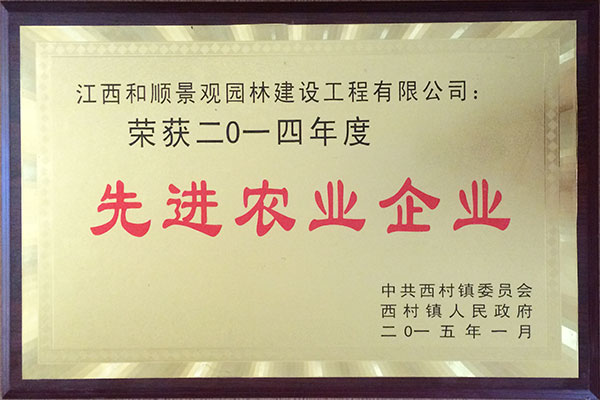 江西和顺景观园林建设工程有限公司：
荣获二0一四年度
先进农业企业
中共西村镇委员会
西村镇人民政府
二0一五年一月